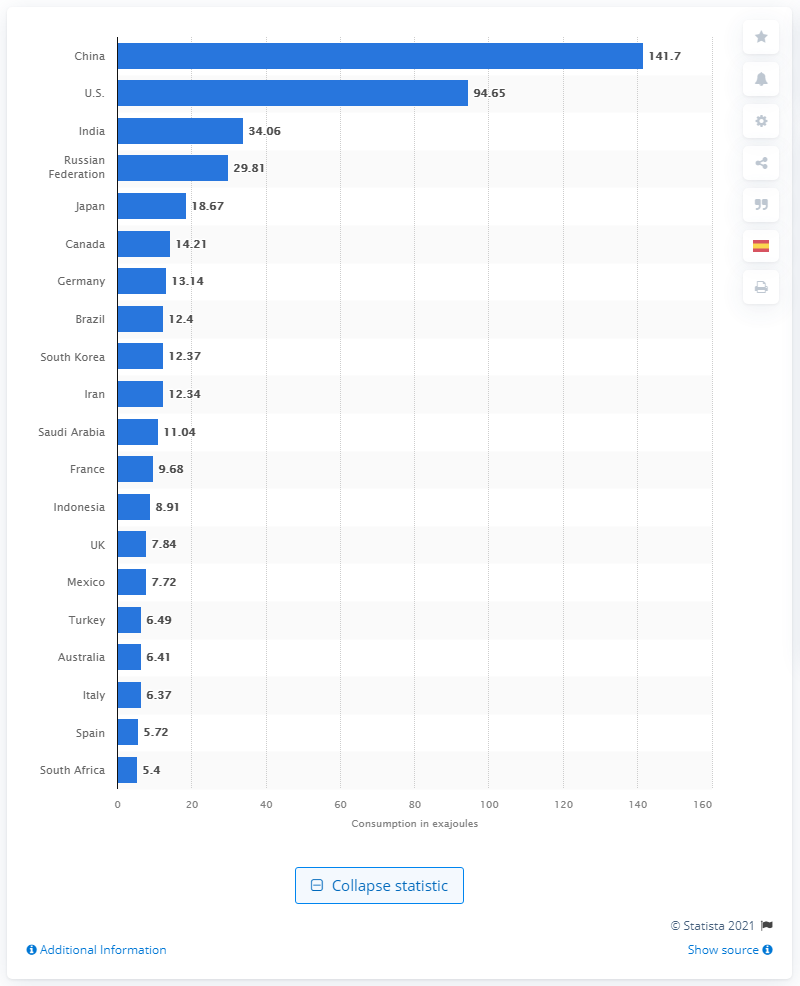 China 141.7
U.S. 94.65
India 34.06
Russian
Federation 29.81
Japan 18.67
Canada 14.21
Germany 13.14
Brazil 12.4
South Korea 12.37
Iran 12.34
Saudi Arabia 11.04
France 9.68
Indonesia 8.91
UK 7.84
Mexico 7.72
Turkey 6.49
Australia 6.41
Italy 6.37
Spain 5.72
South Africa 5.4
0 20 40 60 80 100 120 140 160
Consumption in exajoules
Collapse statistic
© Statista 2021
Additional Information Show source